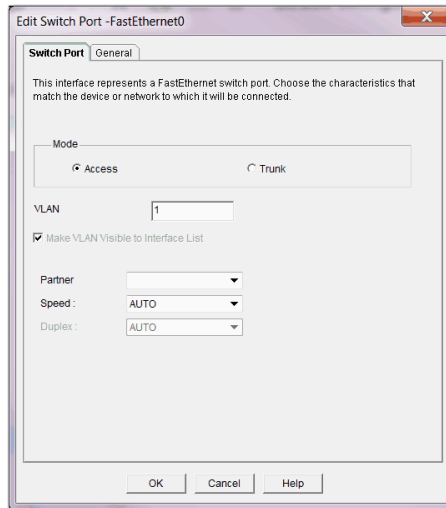 Edit Switch Port -FastEthernet0
Switch Port General
This interface represents a FastEthernet switch port. Choose the characteristics that
match the device or network to which it will be connected.
Mode
Access Trunk
VLAN 1
Make VLAN Visible to Interface List
Partner
Speed : AUTO
Duplex : AUTO
OK Cancel Help